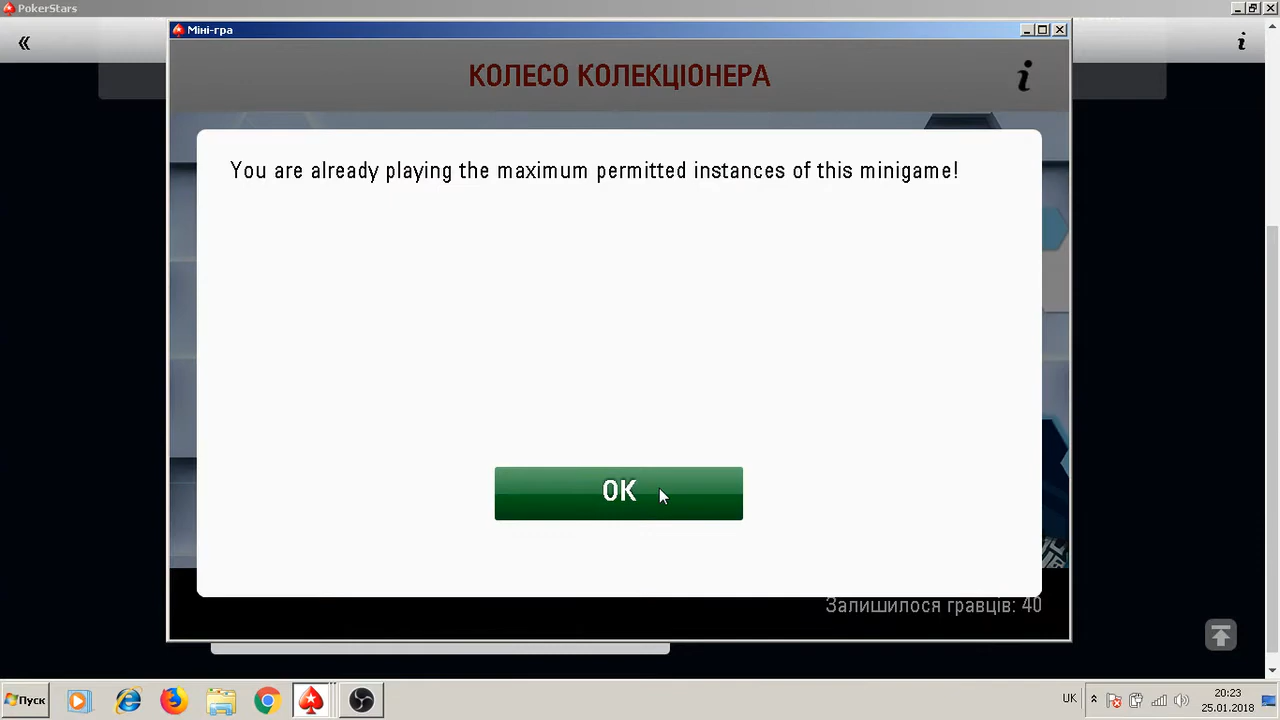 PokerStars
Міні-гра
КОЛЕСО КОЛЕКЦІОНЕРА
You are already playing the maximum permitted instances of this minigame!
OK
Залишилося гравців: 40
Пуск
UK
20:23
25.01.2018